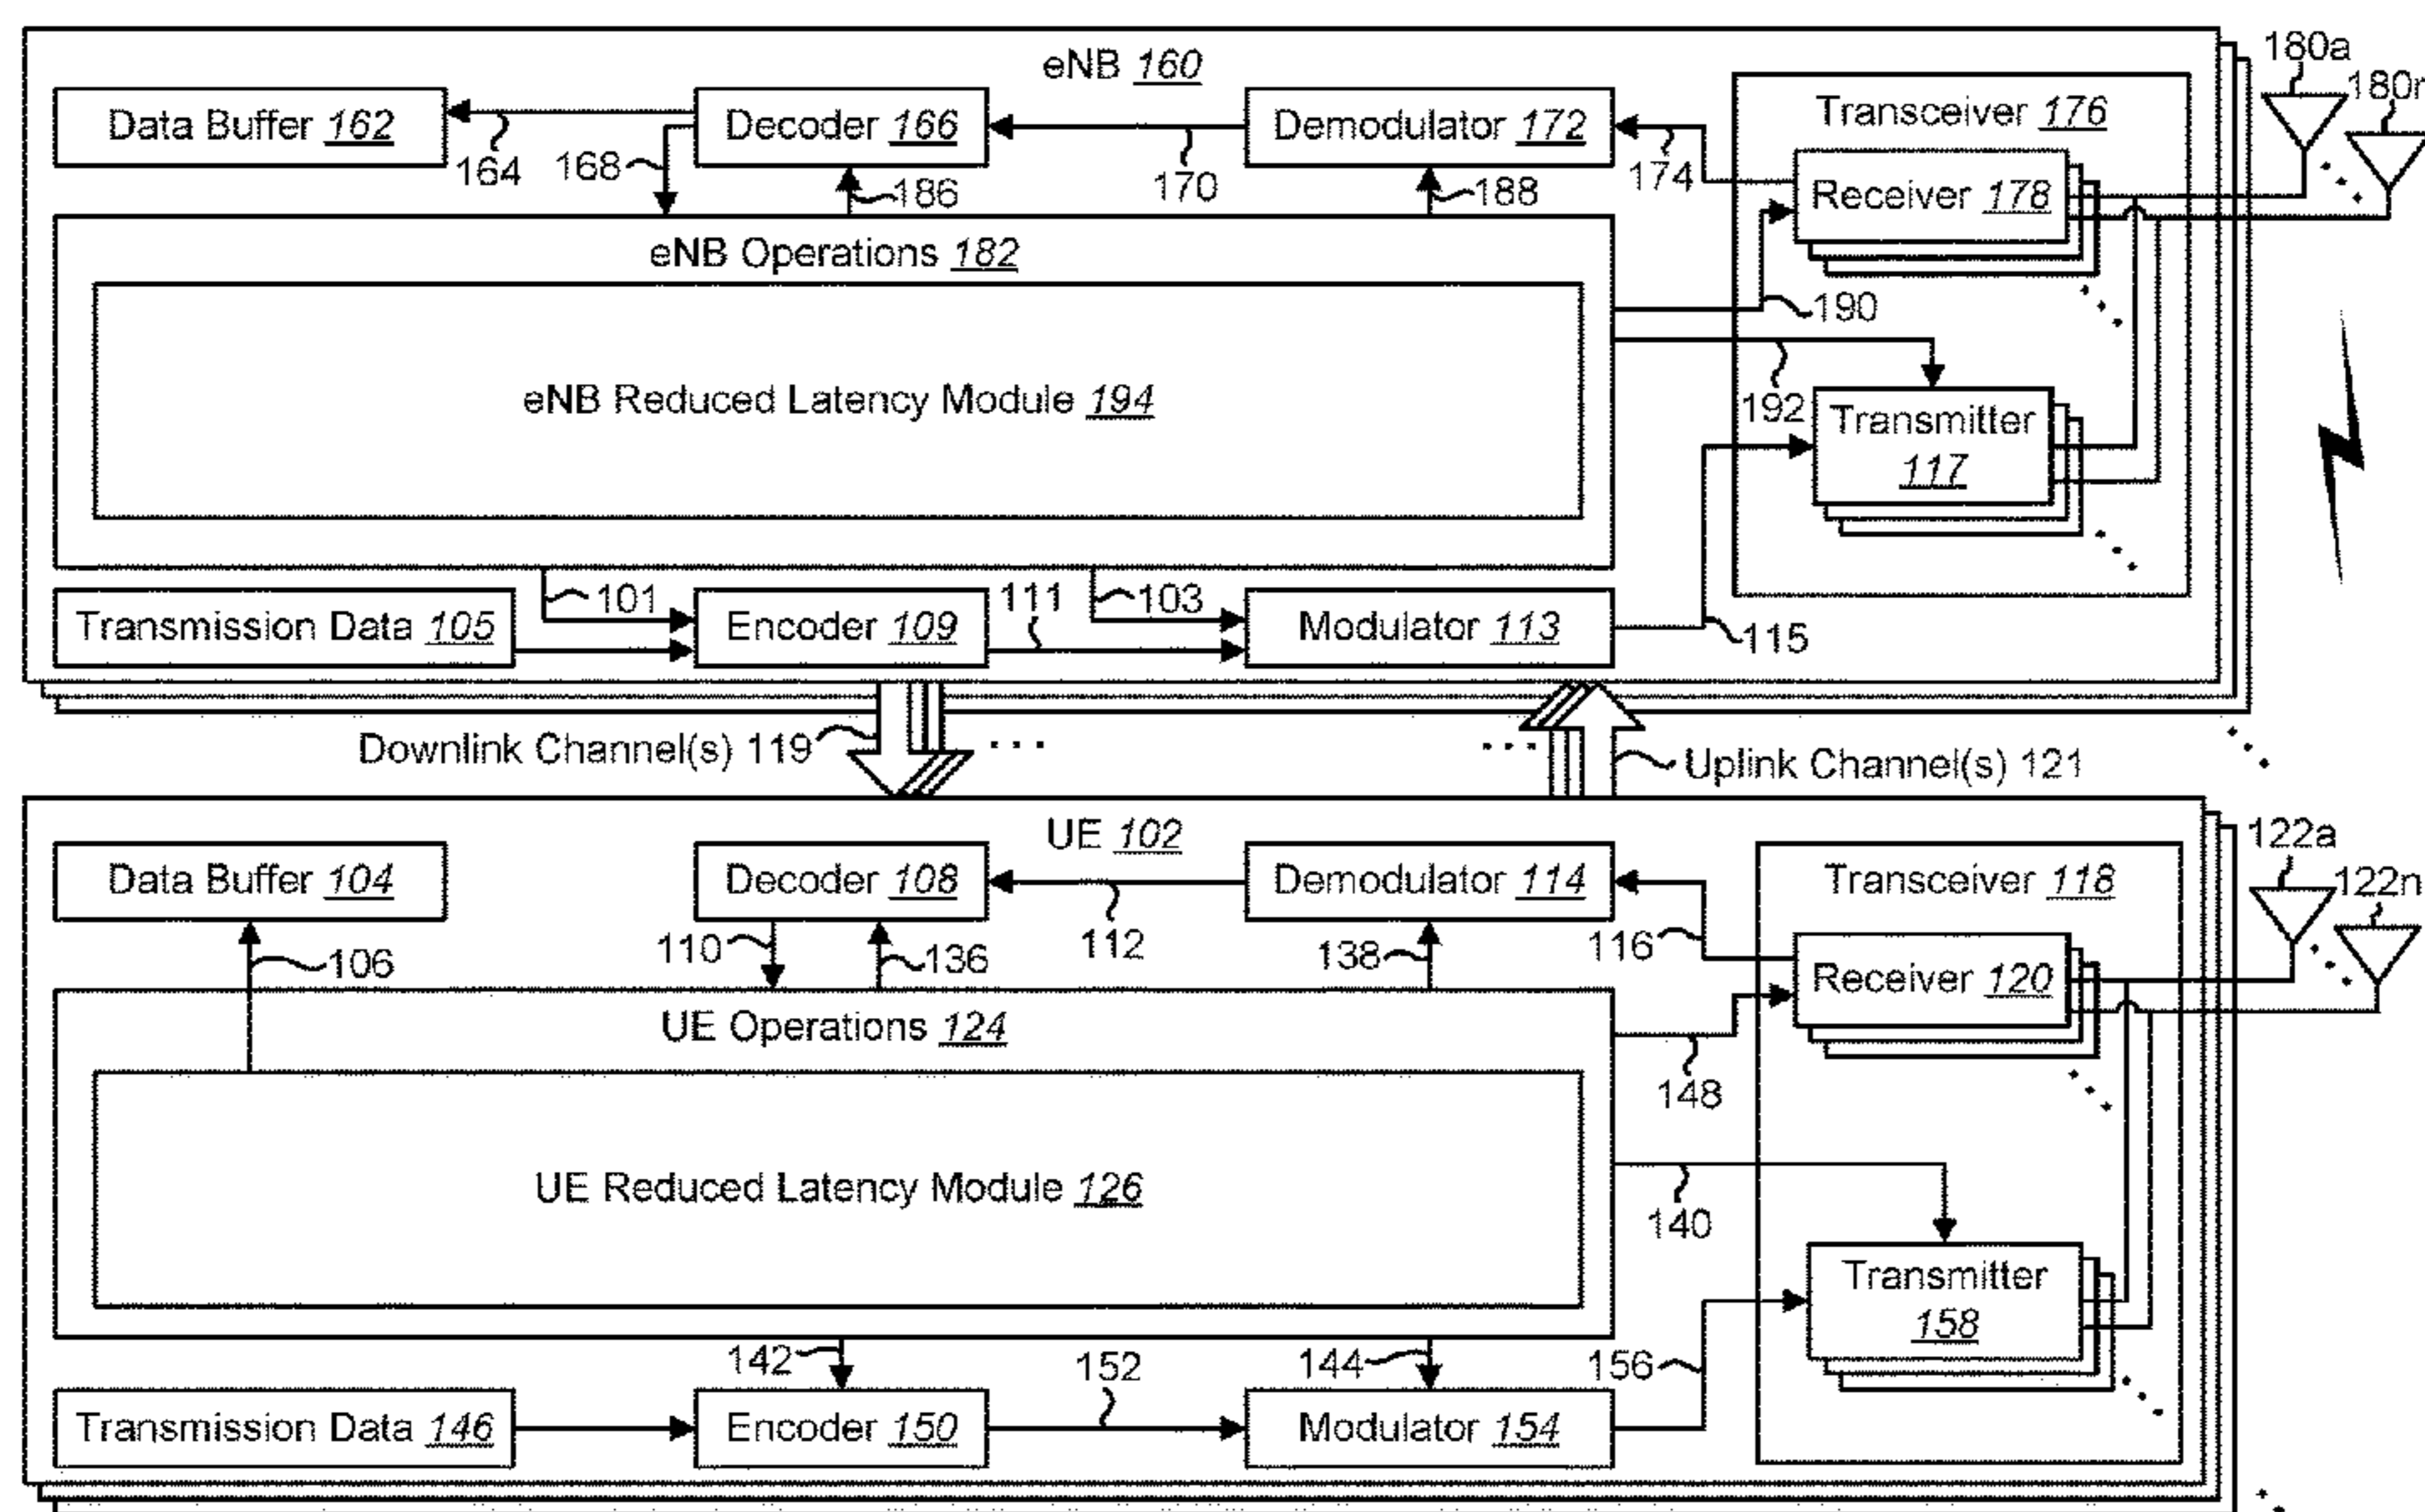 eNB 160
180a
180n
Data Buffer 162
Decoder 166
Demodulator 172
Transceiver 176
164
168
186
170
188
174
Receiver 178
eNB Operations 182
190
eNB Reduced Latency Module 194
192
Transmitter
117
101
111
103
Transmission Data 105
Encoder 109
Modulator 113
115
Downlink Channel(s) 119
Uplink Channel(s) 121
UE 102
122a
122n
Data Buffer 104
Decoder 108
Demodulator 114
Transceiver 118
106
110
136
112
138
116
Receiver 120
UE Operations 124
148
UE Reduced Latency Module 126
140
Transmitter
158
142
152
144
156
Transmission Data 146
Encoder 150
Modulator 154